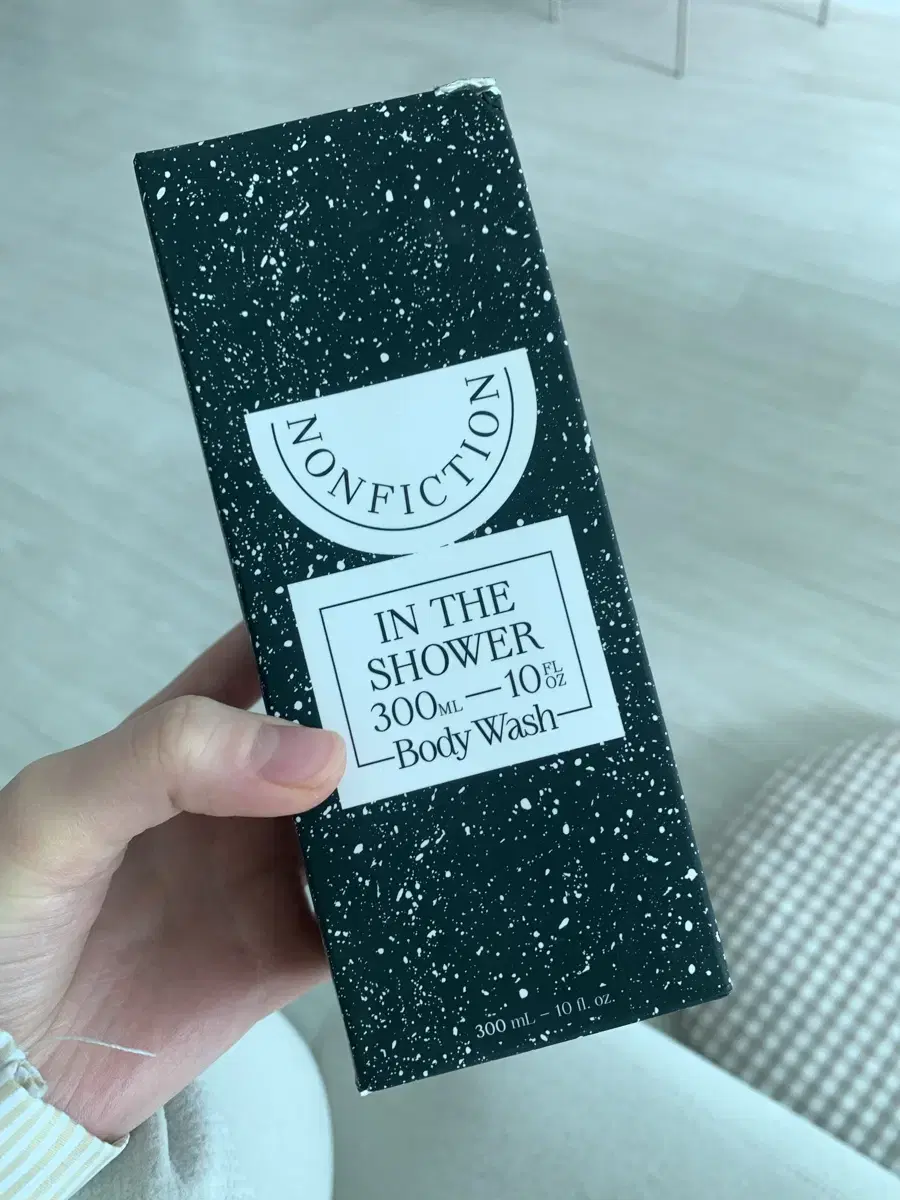 NONFICTION
IN THE
SHOWER
300ML—10 FL OZ
Body Wash
300 mL – 10 fl. oz.